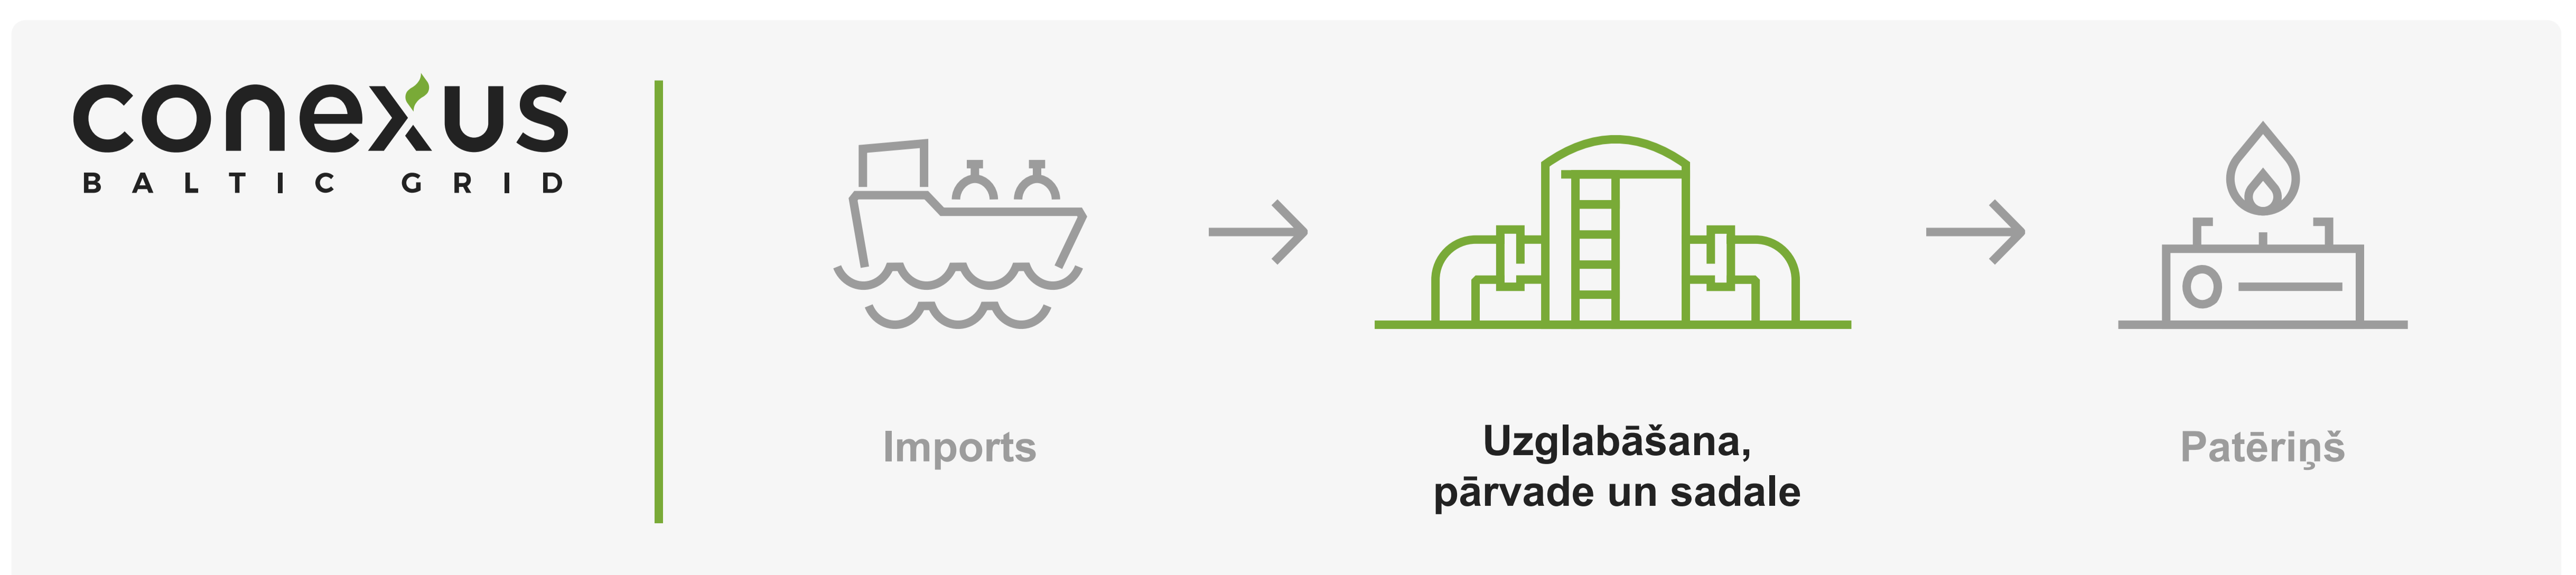 conexus
BALTIC GRID
Imports
Uzglabāšana,
pārvade un sadale
Patēriņš